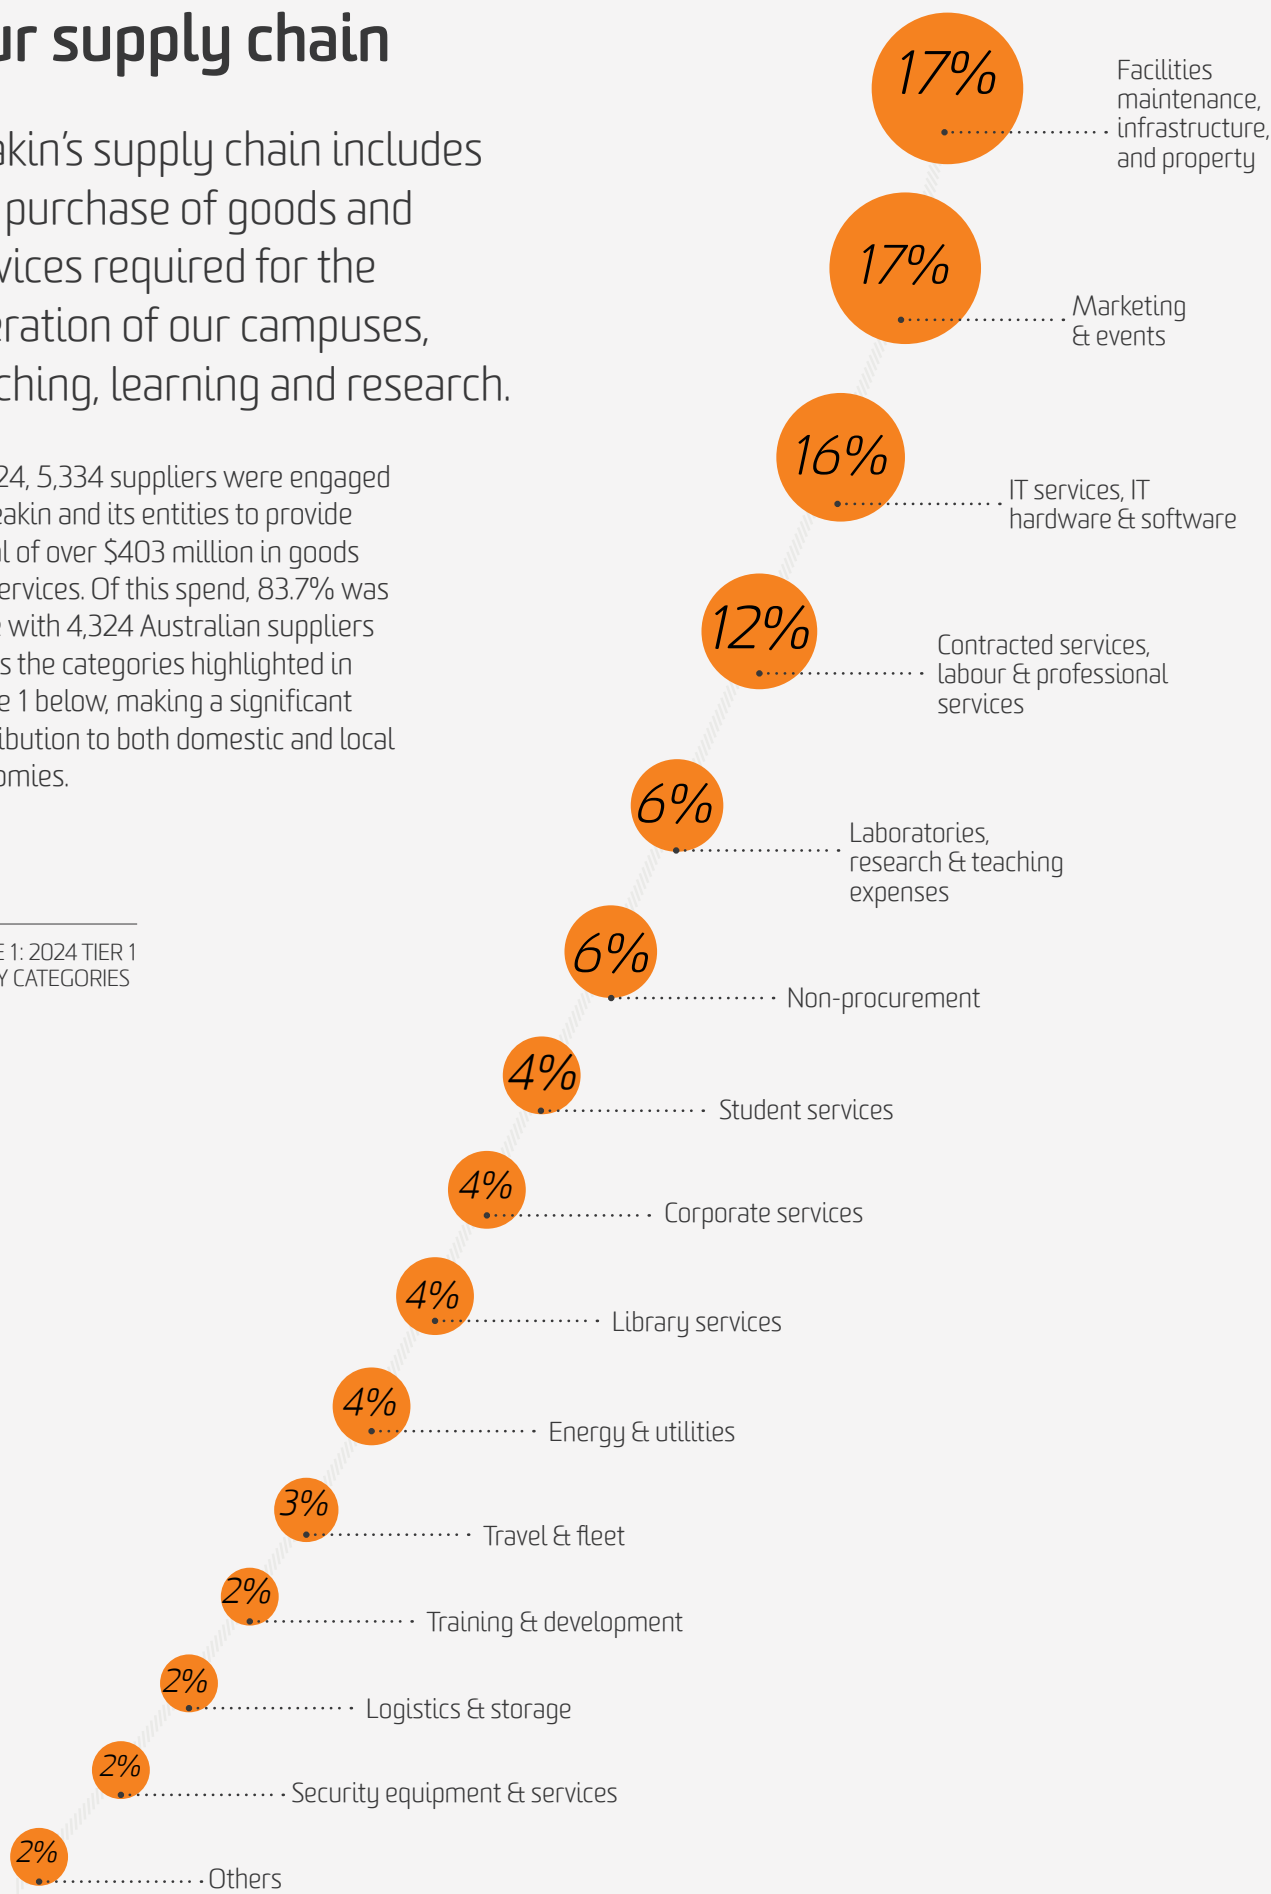 ur supply chain
akin's supply chain includes
purchase of goods and
vices required for the
eration of our campuses,
ching, learning and research.
24, 5,334 suppliers were engaged
eakin and its entities to provide
al of over $403 million in goods
ervices. Of this spend, 83.7% was
e with 4,324 Australian suppliers
s the categories highlighted in
e 1 below, making a significant
ribution to both domestic and local
omies.
E 1: 2024 TIER 1
Y CATEGORIES
17%
Facilities
maintenance,
infrastructure,
and property
17%
Marketing
& events
16%
IT services, IT
hardware & software
12%
Contracted services,
labour & professional
services
6%
Laboratories,
research & teaching
expenses
6%
Non-procurement
4%
Student services
4%
Corporate services
4%
Library services
4%
Energy & utilities
3%
Travel & fleet
2%
Training & development
2%
Logistics & storage
2%
Security equipment & services
2%
Others